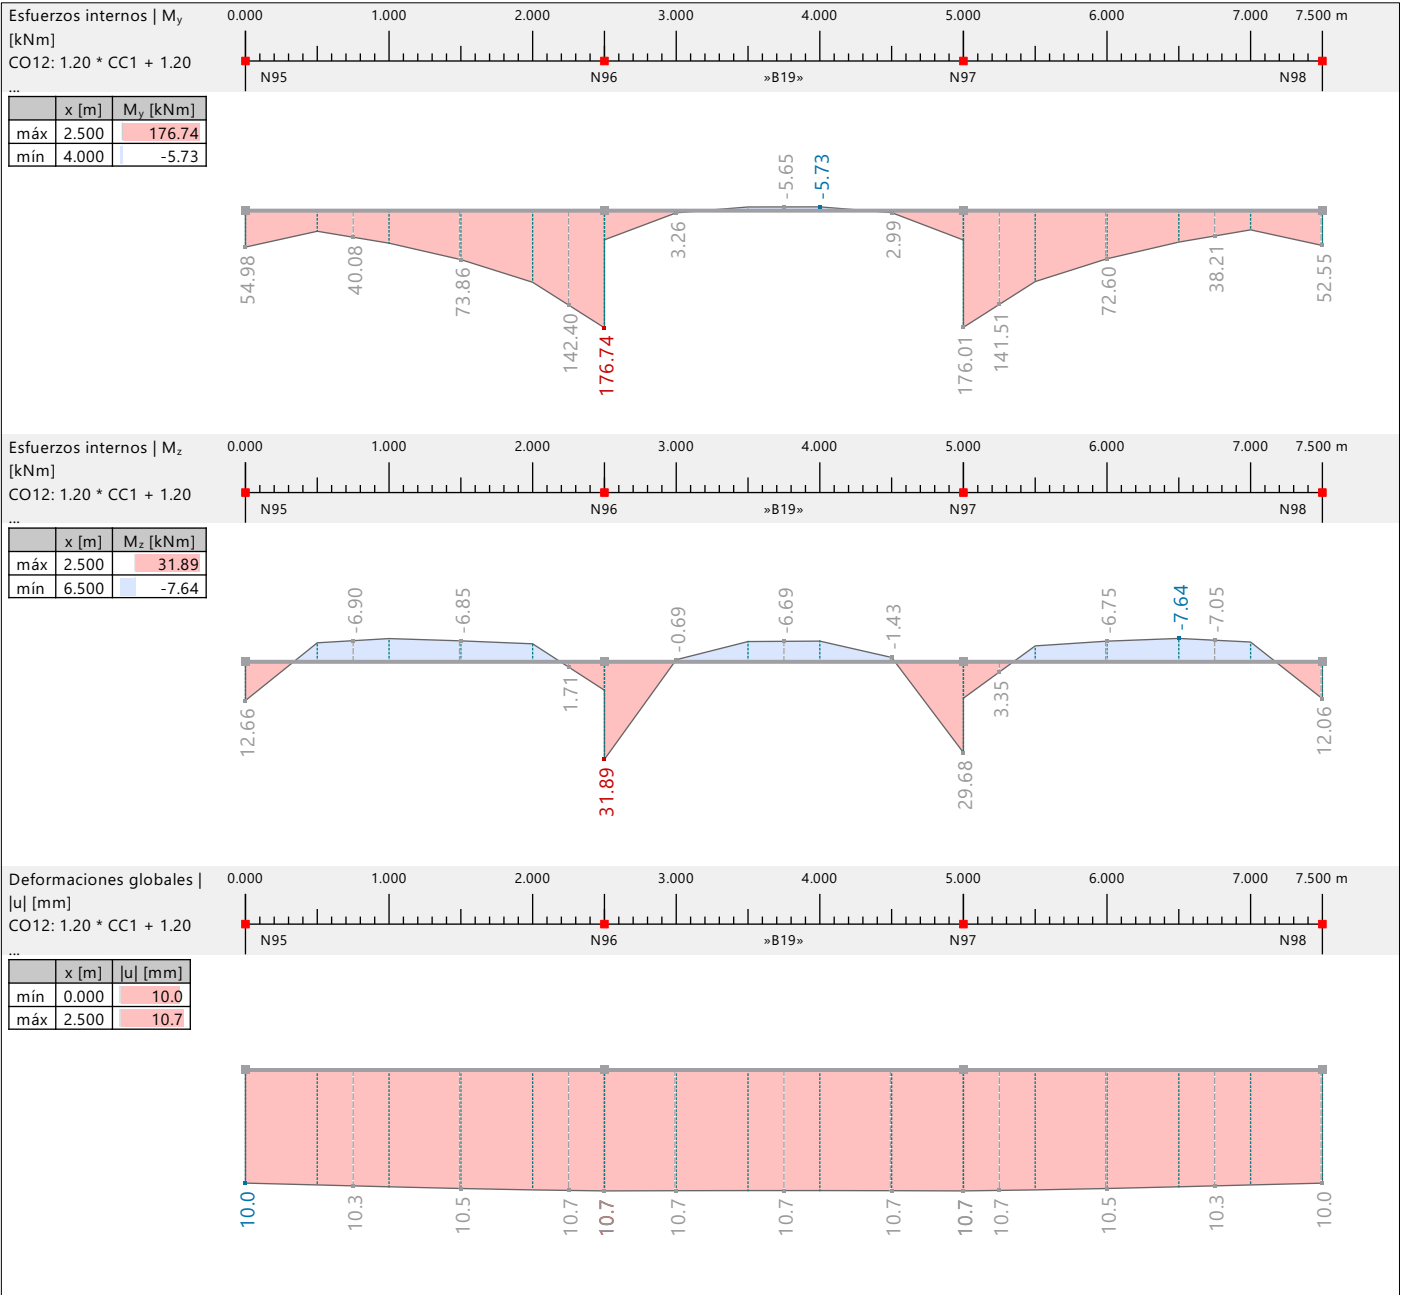 Esfuerzos internos | My
[kNm]
CO12: 1.20 * CC1 + 1.20
...
0.000 1.000 2.000 3.000 4.000 5.000 6.000 7.000 7.500 m
N95 N96 »B19» N97 N98
x [m] My [kNm]
máx 2.500 176.74
mín 4.000 -5.73
-5.65 -5.73
54.98 40.08 73.86 142.40 176.74 3.26 2.99 176.01 141.51 72.60 38.21 52.55
Esfuerzos internos | Mz
[kNm]
CO12: 1.20 * CC1 + 1.20
...
0.000 1.000 2.000 3.000 4.000 5.000 6.000 7.000 7.500 m
N95 N96 »B19» N97 N98
x [m] Mz [kNm]
máx 2.500 31.89
mín 6.500 -7.64
-6.90 -6.85 -0.69 -6.69 -1.43 -6.75 -7.64 -7.05
12.66 1.71 31.89 29.68 3.35 12.06
Deformaciones globales |
|u| [mm]
CO12: 1.20 * CC1 + 1.20
...
0.000 1.000 2.000 3.000 4.000 5.000 6.000 7.000 7.500 m
N95 N96 »B19» N97 N98
x [m] |u| [mm]
mín 0.000 10.0
máx 2.500 10.7
10.0 10.3 10.5 10.7 10.7 10.7 10.7 10.7 10.7 10.7 10.5 10.3 10.0